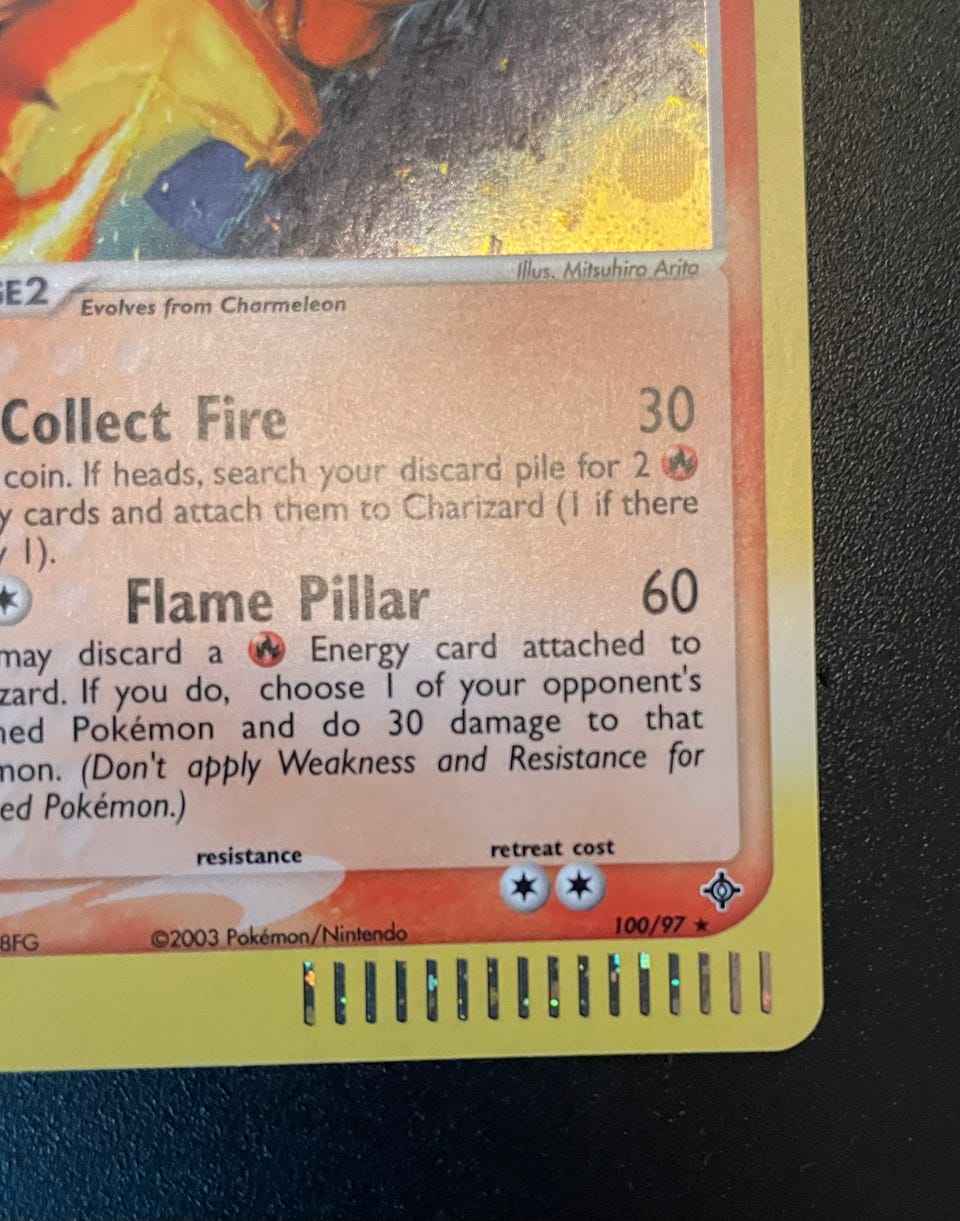 Illus. Mitsuhiro Arita
GE2 Evolves from Charmeleon
Collect Fire 30
coin. If heads, search your discard pile for 2
y cards and attach them to Charizard (1 if there
y 1).
Flame Pillar 60
may discard a Energy card attached to
zard. If you do, choose 1 of your opponent's
ned Pokémon and do 30 damage to that
mon. (Don't apply Weakness and Resistance for
ed Pokémon.)
resistance retreat cost
8FG ©2003 Pokémon/Nintendo 100/97 ★